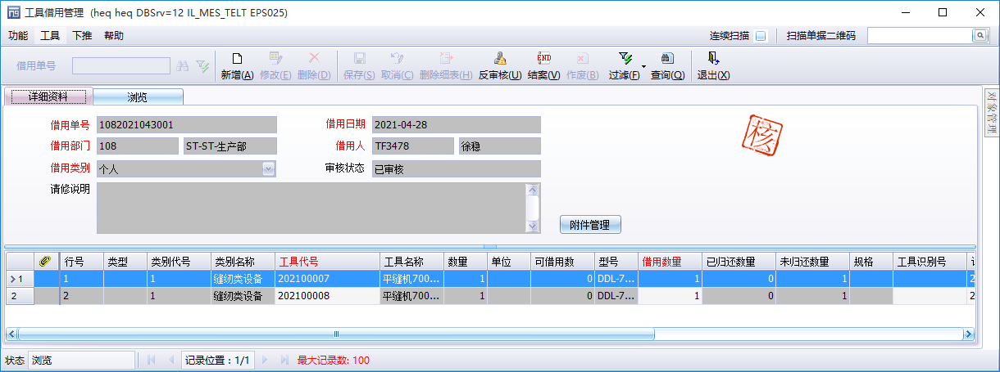 工具借用管理 (heq heq DBSrv=12 IL_MES_TELT EPS025)
功能 工具 下推 帮助 连续扫描 扫描单据二维码
借用单号 新增(A) 修改(E) 删除(D) 保存(S) 取消(C) 删除细表(H) 反审核(U) 结案(V) 作废(B) 过滤(F) 查询(Q) 退出(X)
END
详细资料 浏览
对象管理
借用单号 1082021043001 借用日期 2021-04-28
借用部门 108 ST-ST-生产部 借用人 TF3478 徐稳
借用类别 个人 审核状态 已审核
核
请修说明
附件管理
行号 类型 类别代号 类别名称 工具代号 工具名称 数量 单位 可借用数 型号 借用数量 已归还数量 未归还数量 规格 工具识别号
1 1 1 缝纫类设备 202100007 平缝机700... 1 0 DDL-7... 1 0 1 2
2 2 1 缝纫类设备 202100008 平缝机700... 1 0 DDL-7... 1 0 1 2
状态 浏览 记录位置：1/1 最大记录数: 100